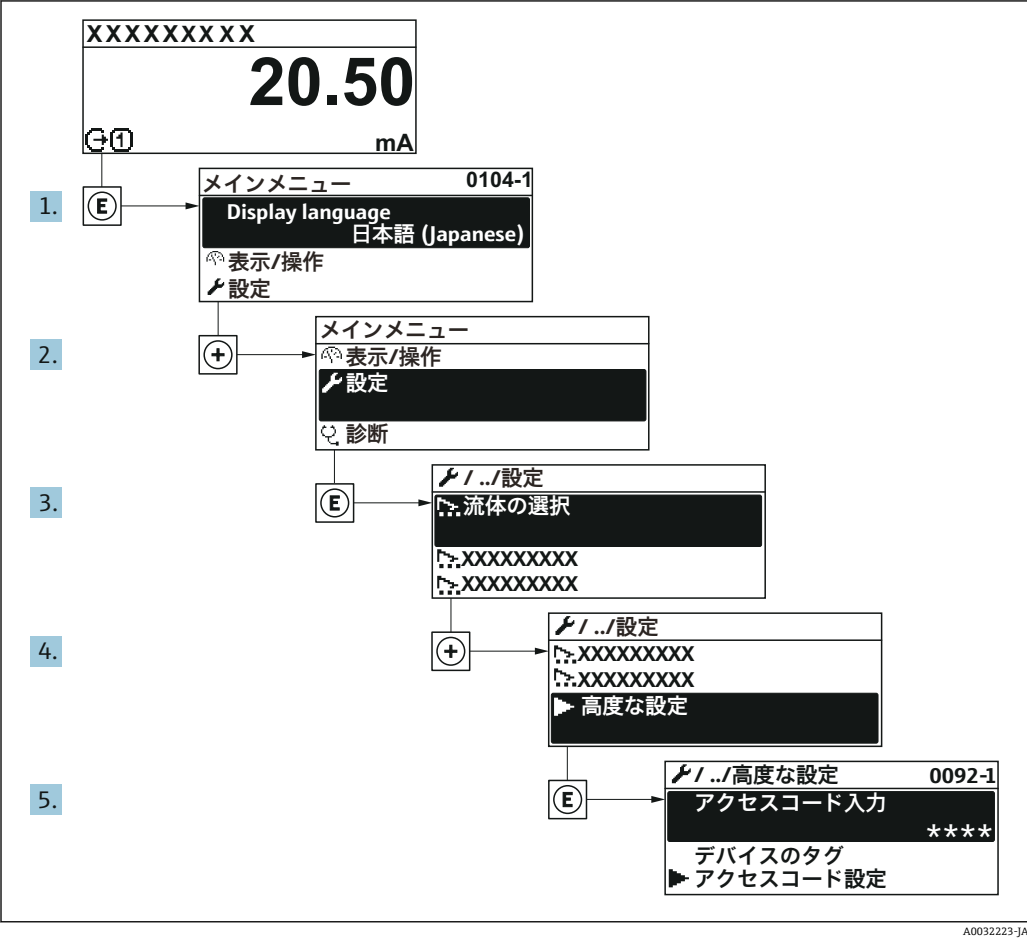 XXXXXXXXX
20.50
1 mA
メインメニュー 0104-1
1. E
Display language
日本語 (Japanese)
表示/操作
設定
メインメニュー
2. +
表示/操作
設定
診断
/ ../設定
3. E
流体の選択
XXXXXXXXX
XXXXXXXXX
/ ../設定
4. +
XXXXXXXXX
XXXXXXXXX
高度な設定
/ ../高度な設定 0092-1
5. E
アクセスコード入力
****
デバイスのタグ
アクセスコード設定
A0032223-JA